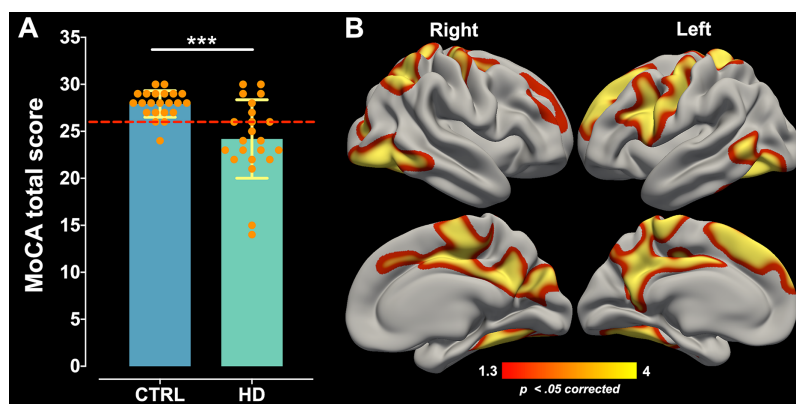 A
***
MoCA total score
35
30
25
20
15
10
5
0
CTRL HD
B
Right Left
1.3 4
p < .05 corrected